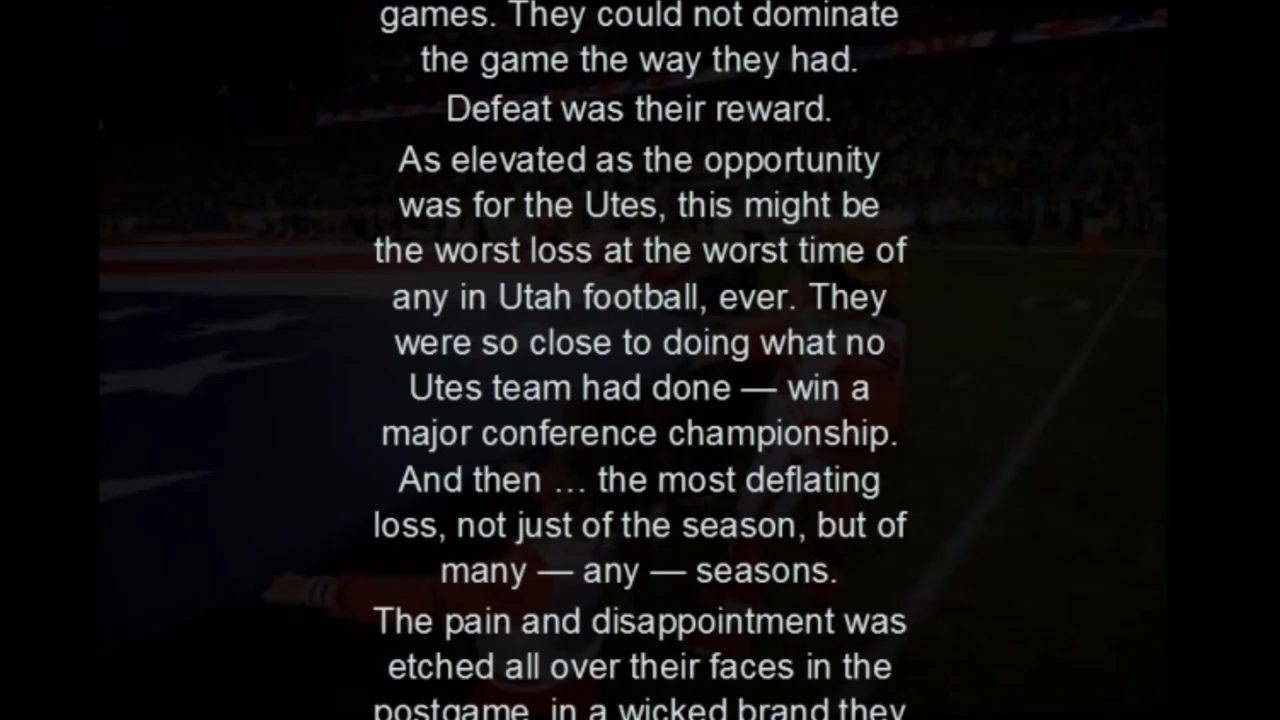 games. They could not dominate
the game the way they had.
Defeat was their reward.
As elevated as the opportunity
was for the Utes, this might be
the worst loss at the worst time of
any in Utah football, ever. They
were so close to doing what no
Utes team had done — win a
major conference championship.
And then … the most deflating
loss, not just of the season, but of
many — any — seasons.
The pain and disappointment was
etched all over their faces in the
postgame, in a wicked brand they